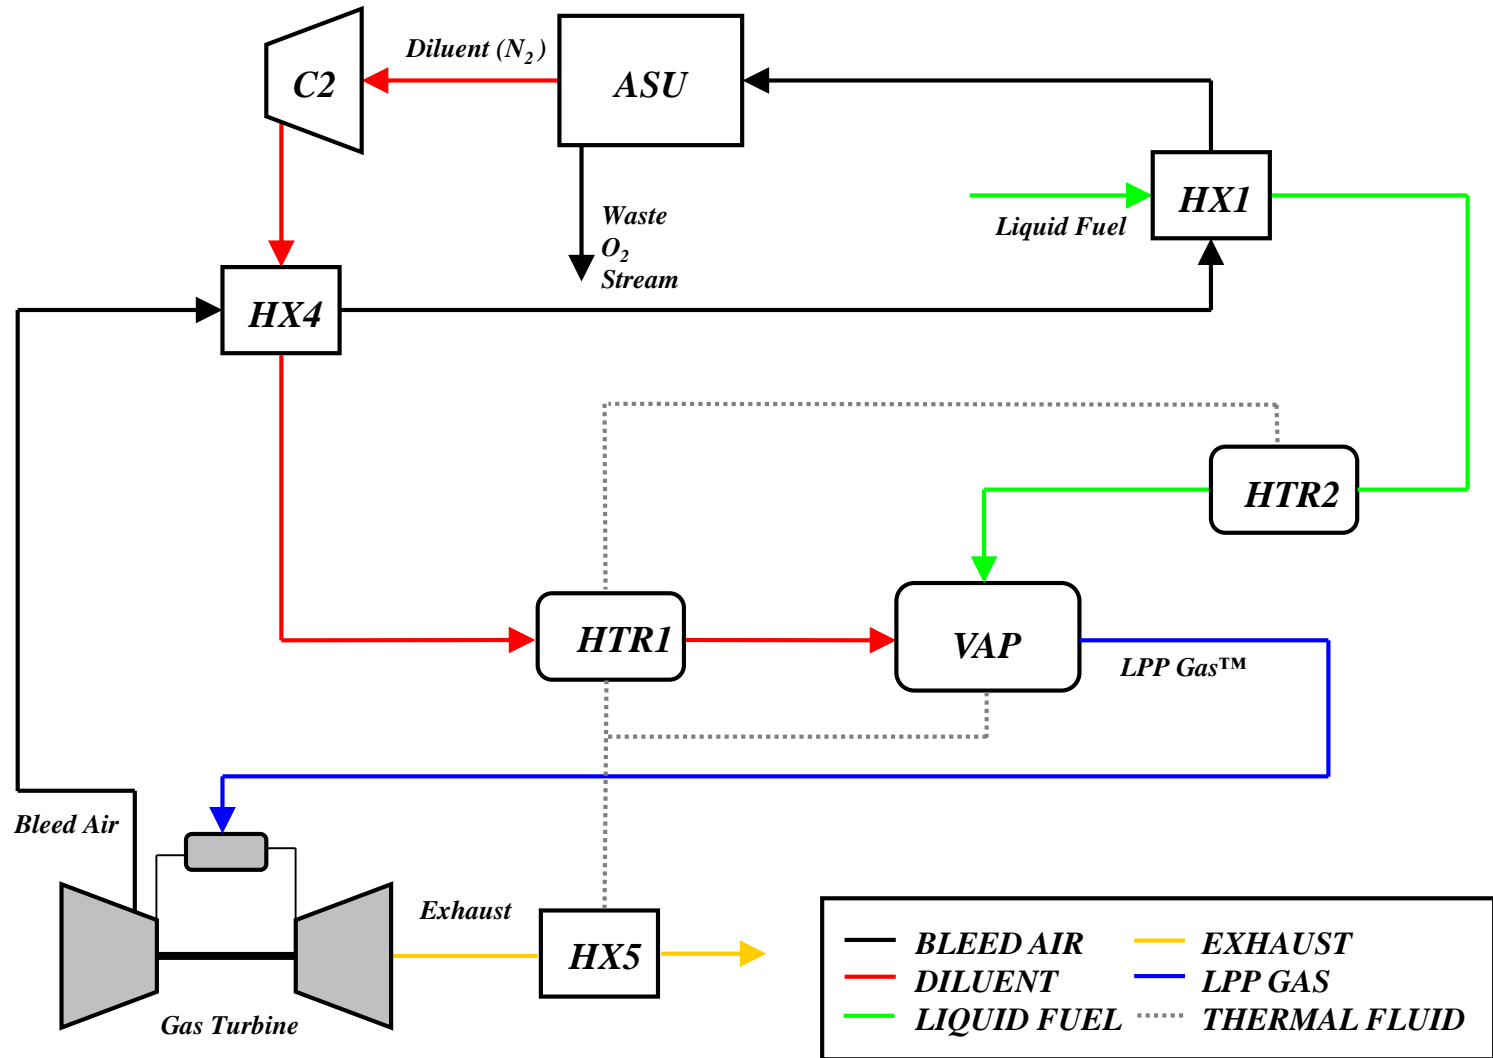 Diluent (N2)
C2
ASU
HX1
Waste
O2
Stream
Liquid Fuel
HX4
HTR2
HTR1
VAP
LPP Gas™
Bleed Air
Exhaust
HX5
Gas Turbine
BLEED AIR
EXHAUST
DILUENT
LPP GAS
LIQUID FUEL
THERMAL FLUID